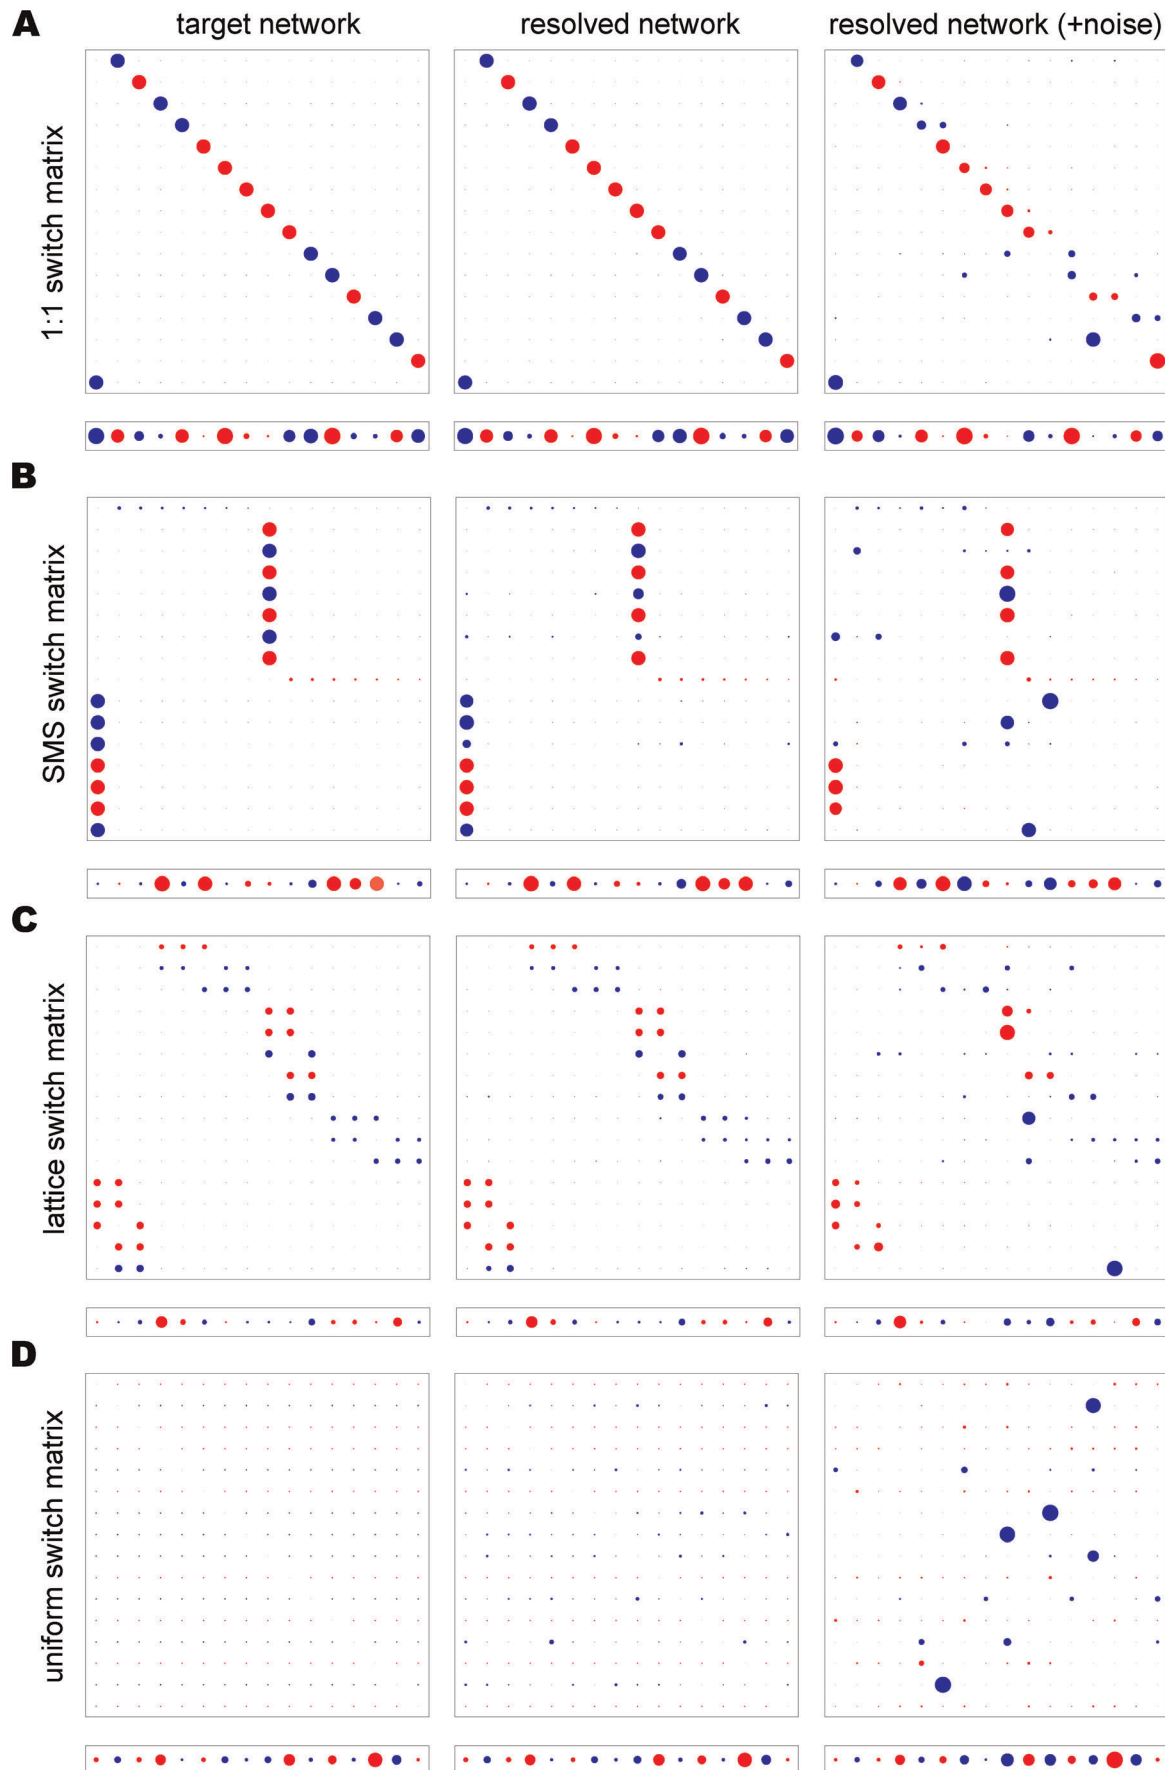 A
target network
resolved network
resolved network (+noise)
1:1 switch matrix
B
SMS switch matrix
C
lattice switch matrix
D
uniform switch matrix